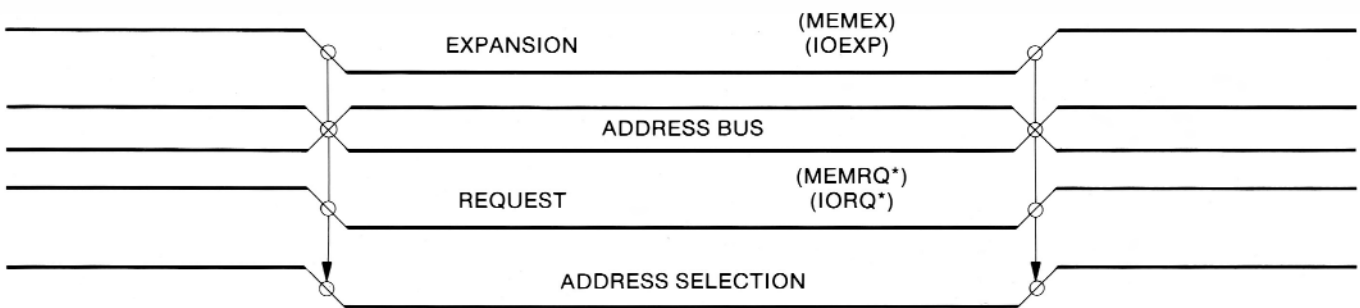 EXPANSION (MEMEX)
(IOEXP)
ADDRESS BUS
REQUEST (MEMRQ*)
(IORQ*)
ADDRESS SELECTION